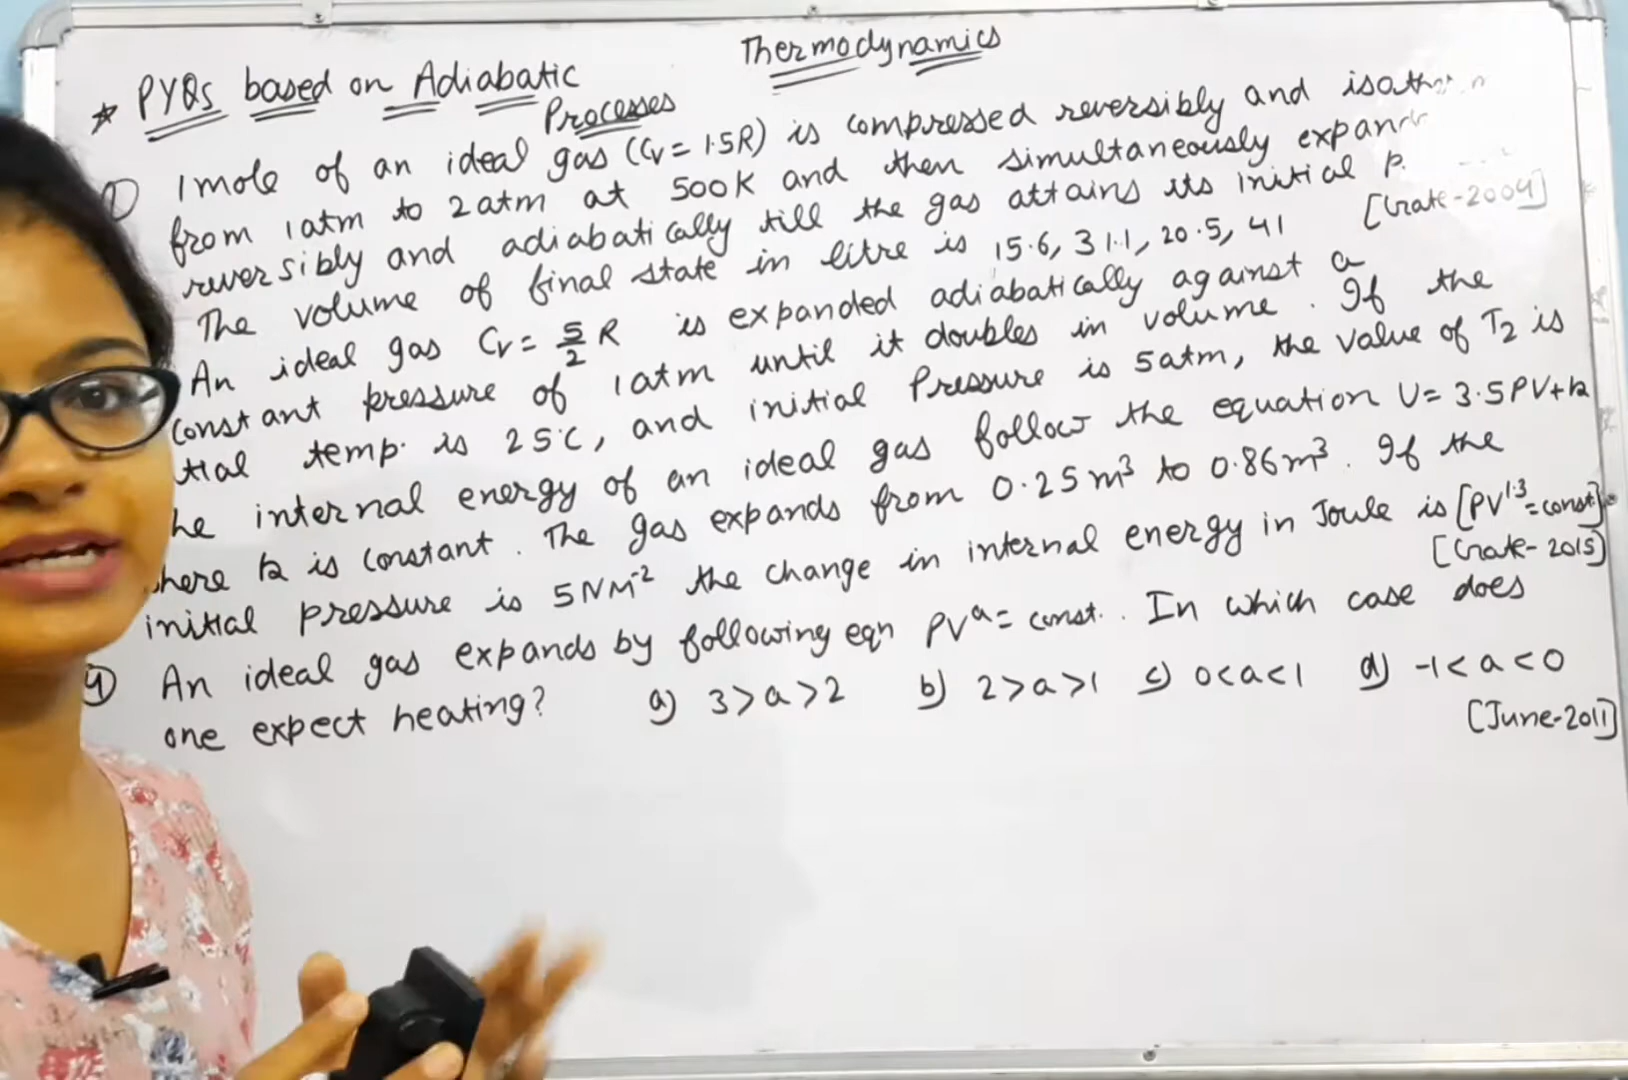 Thermodynamics
* PYQs based on Adiabatic
Processes
1 1 mole of an ideal gas (Cv = 1.5R) is compressed reversibly and
from 1atm to 2atm at 500K and then simultaneously
reversibly and adiabatically till the gas attains its initial
[Gate-2004]
The volume of final state in litre is 15.6, 31.1, 20.5, 41
An ideal gas Cv = 5/2 R is expanded adiabatically against a
constant pressure of 1atm until it doubles in volume. If the
tial temp. is 25°C, and initial Pressure is 5atm, the value of T2 is
he internal energy of an ideal gas follow the equation U = 3.5PV+k
here k is constant. The gas expands from 0.25m³ to 0.86m³. If the
initial pressure is 5NM⁻² the change in internal energy in Joule is [PV^1.3 = const]
[Gate-2015]
4) An ideal gas expands by following eqn PV^a = const. In which case does
one expect heating? a) 3>a>2 b) 2>a>1 c) 0<a<1 d) -1<a<0
[June-2011]